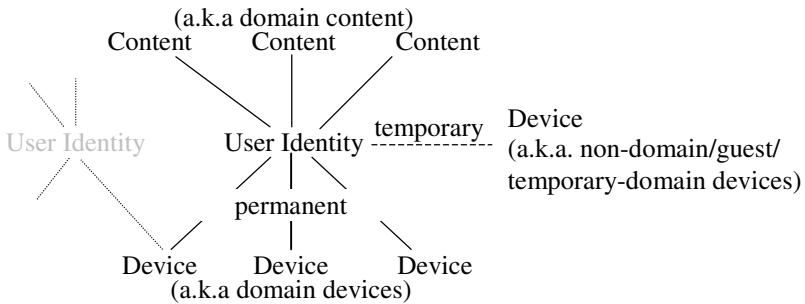 (a.k.a domain content)
Content Content Content
User Identity
User Identity
temporary
Device
(a.k.a. non-domain/guest/
temporary-domain devices)
permanent
Device Device Device
(a.k.a domain devices)